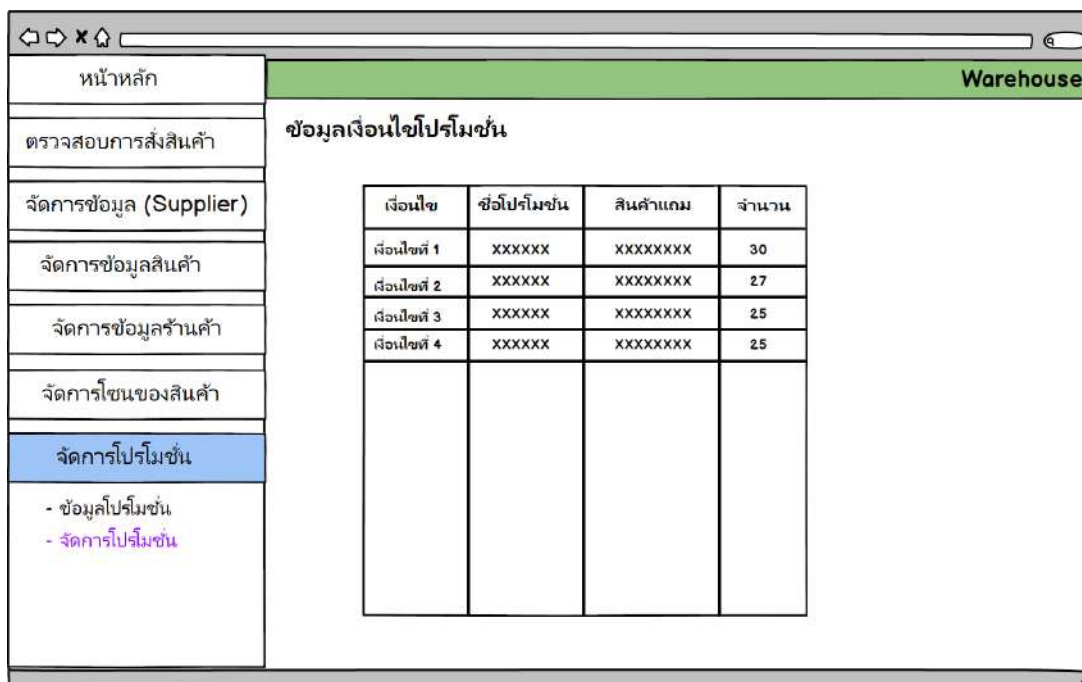 Warehouse
หน้าหลัก
ตรวจสอบการสั่งสินค้า
จัดการข้อมูล (Supplier)
จัดการข้อมูลสินค้า
จัดการข้อมูลร้านค้า
จัดการโซนของสินค้า
จัดการโปรโมชั่น
- ข้อมูลโปรโมชั่น
- จัดการโปรโมชั่น
ข้อมูลเงื่อนไขโปรโมชั่น
เงื่อนไข ชื่อโปรโมชั่น สินค้าแถม จำนวน
เงื่อนไขที่ 1 XXXXXX XXXXXXXX 30
เงื่อนไขที่ 2 XXXXXX XXXXXXXX 27
เงื่อนไขที่ 3 XXXXXX XXXXXXXX 25
เงื่อนไขที่ 4 XXXXXX XXXXXXXX 25